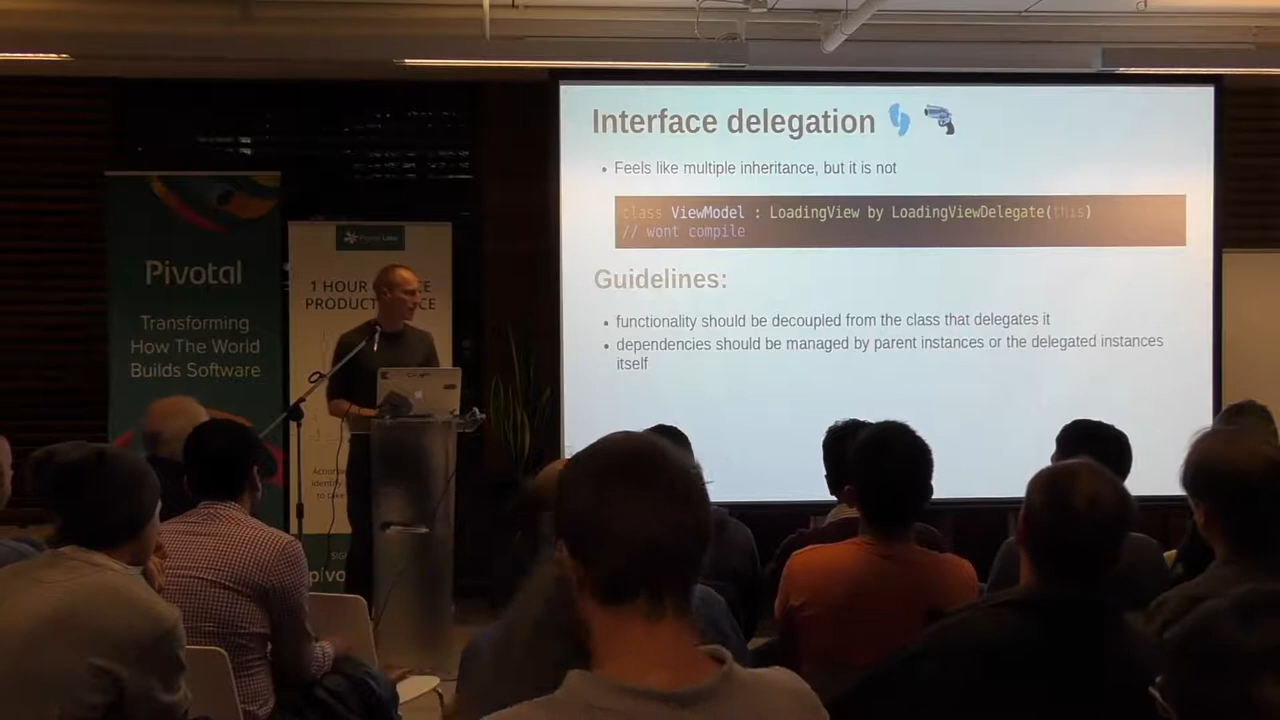 Interface delegation
Feels like multiple inheritance, but it is not
class ViewModel : LoadingView by LoadingViewDelegate(this)
// wont compile
Guidelines:
functionality should be decoupled from the class that delegates it
dependencies should be managed by parent instances or the delegated instances
itself
Pivotal
Transforming
How The World
Builds Software
1 HOUR
PRODUCT
to
pivo